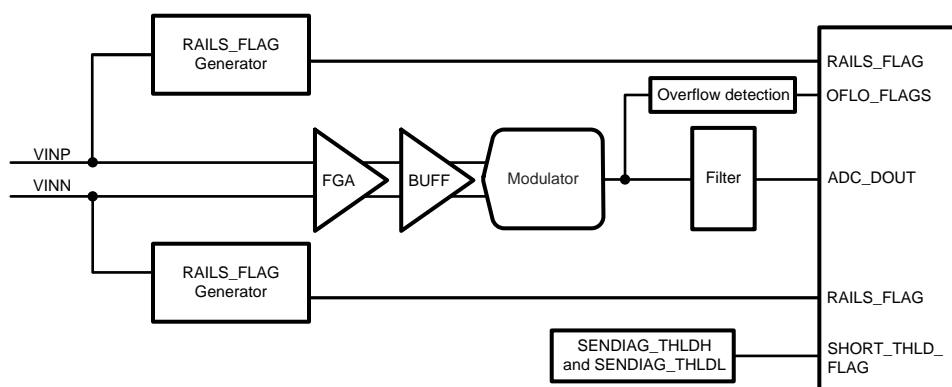 RAILS_FLAG
Generator
RAILS_FLAG
Overflow detection
OFLO_FLAGS
VINP
FGA
BUFF
Modulator
Filter
ADC_DOUT
VINN
RAILS_FLAG
Generator
RAILS_FLAG
SENDIAG_THLDH
and SENDIAG_THLDL
SHORT_THLD_
FLAG